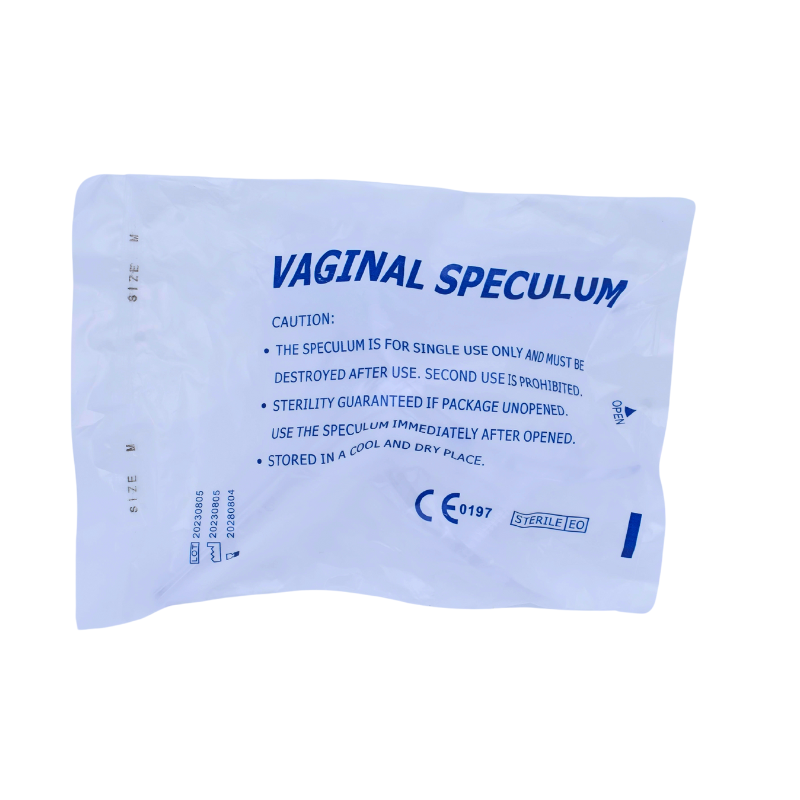 VAGINAL SPECULUM
CAUTION:
• THE SPECULUM IS FOR SINGLE USE ONLY AND MUST BE
DESTROYED AFTER USE. SECOND USE IS PROHIBITED.
• STERILITY GUARANTEED IF PACKAGE UNOPENED.
USE THE SPECULUM IMMEDIATELY AFTER OPENED.
• STORED IN A COOL AND DRY PLACE.
SIZE M
SIZE M
OPEN
LOT 20230805
20230805
20280804
CE 0197
STERILE EO